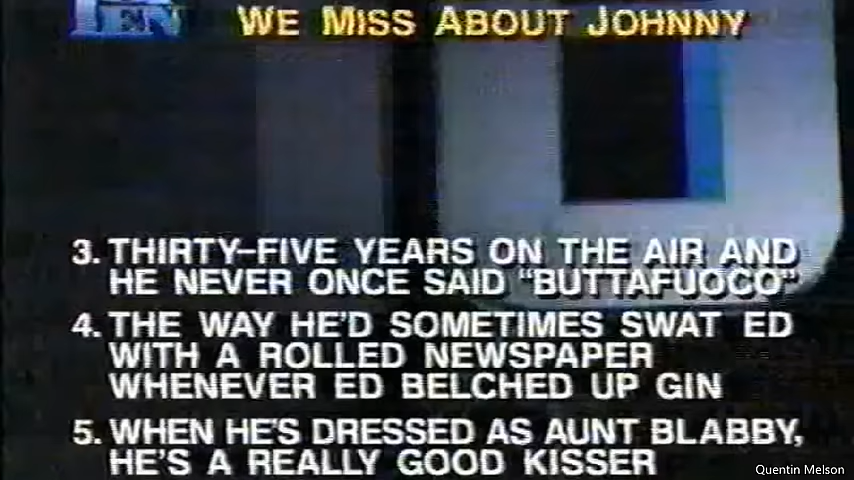 TEN
WE MISS ABOUT JOHNNY
3. THIRTY-FIVE YEARS ON THE AIR AND
HE NEVER ONCE SAID "BUTTAFUOCO"
4. THE WAY HE'D SOMETIMES SWAT ED
WITH A ROLLED NEWSPAPER
WHENEVER ED BELCHED UP GIN
5. WHEN HE'S DRESSED AS AUNT BLABBY,
HE'S A REALLY GOOD KISSER
Quentin Melson